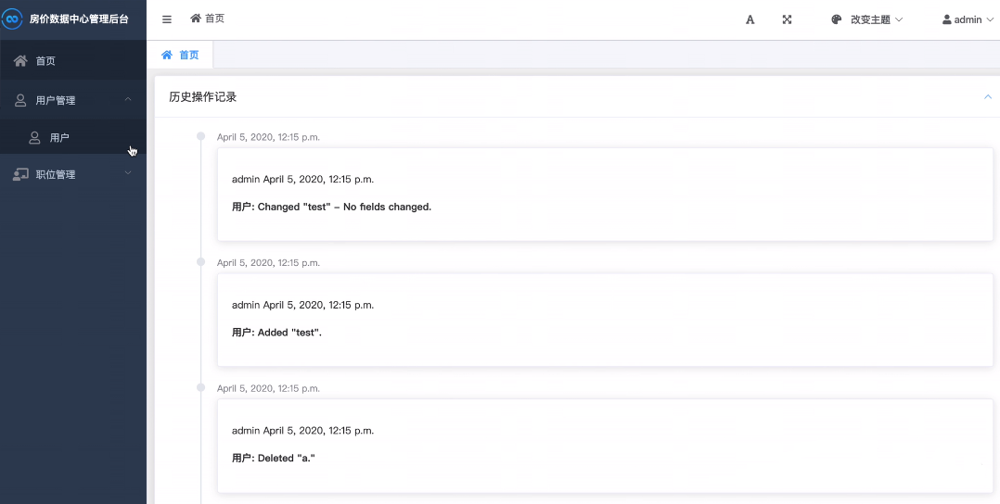 房价数据中心管理后台
首页
A
改变主题
admin
首页
用户管理
用户
职位管理
首页
历史操作记录
April 5, 2020, 12:15 p.m.
admin April 5, 2020, 12:15 p.m.
用户: Changed "test" – No fields changed.
April 5, 2020, 12:15 p.m.
admin April 5, 2020, 12:15 p.m.
用户: Added "test".
April 5, 2020, 12:15 p.m.
admin April 5, 2020, 12:15 p.m.
用户: Deleted "a."